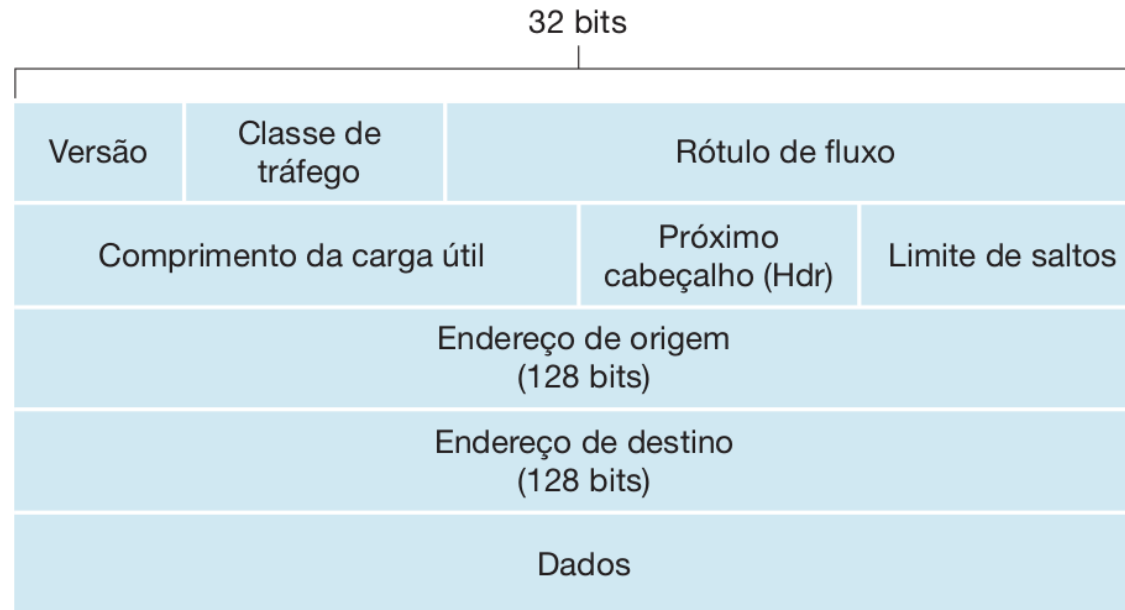 32 bits
Versão
Classe de
tráfego
Rótulo de fluxo
Comprimento da carga útil
Próximo
cabeçalho (Hdr)
Limite de saltos
Endereço de origem
(128 bits)
Endereço de destino
(128 bits)
Dados